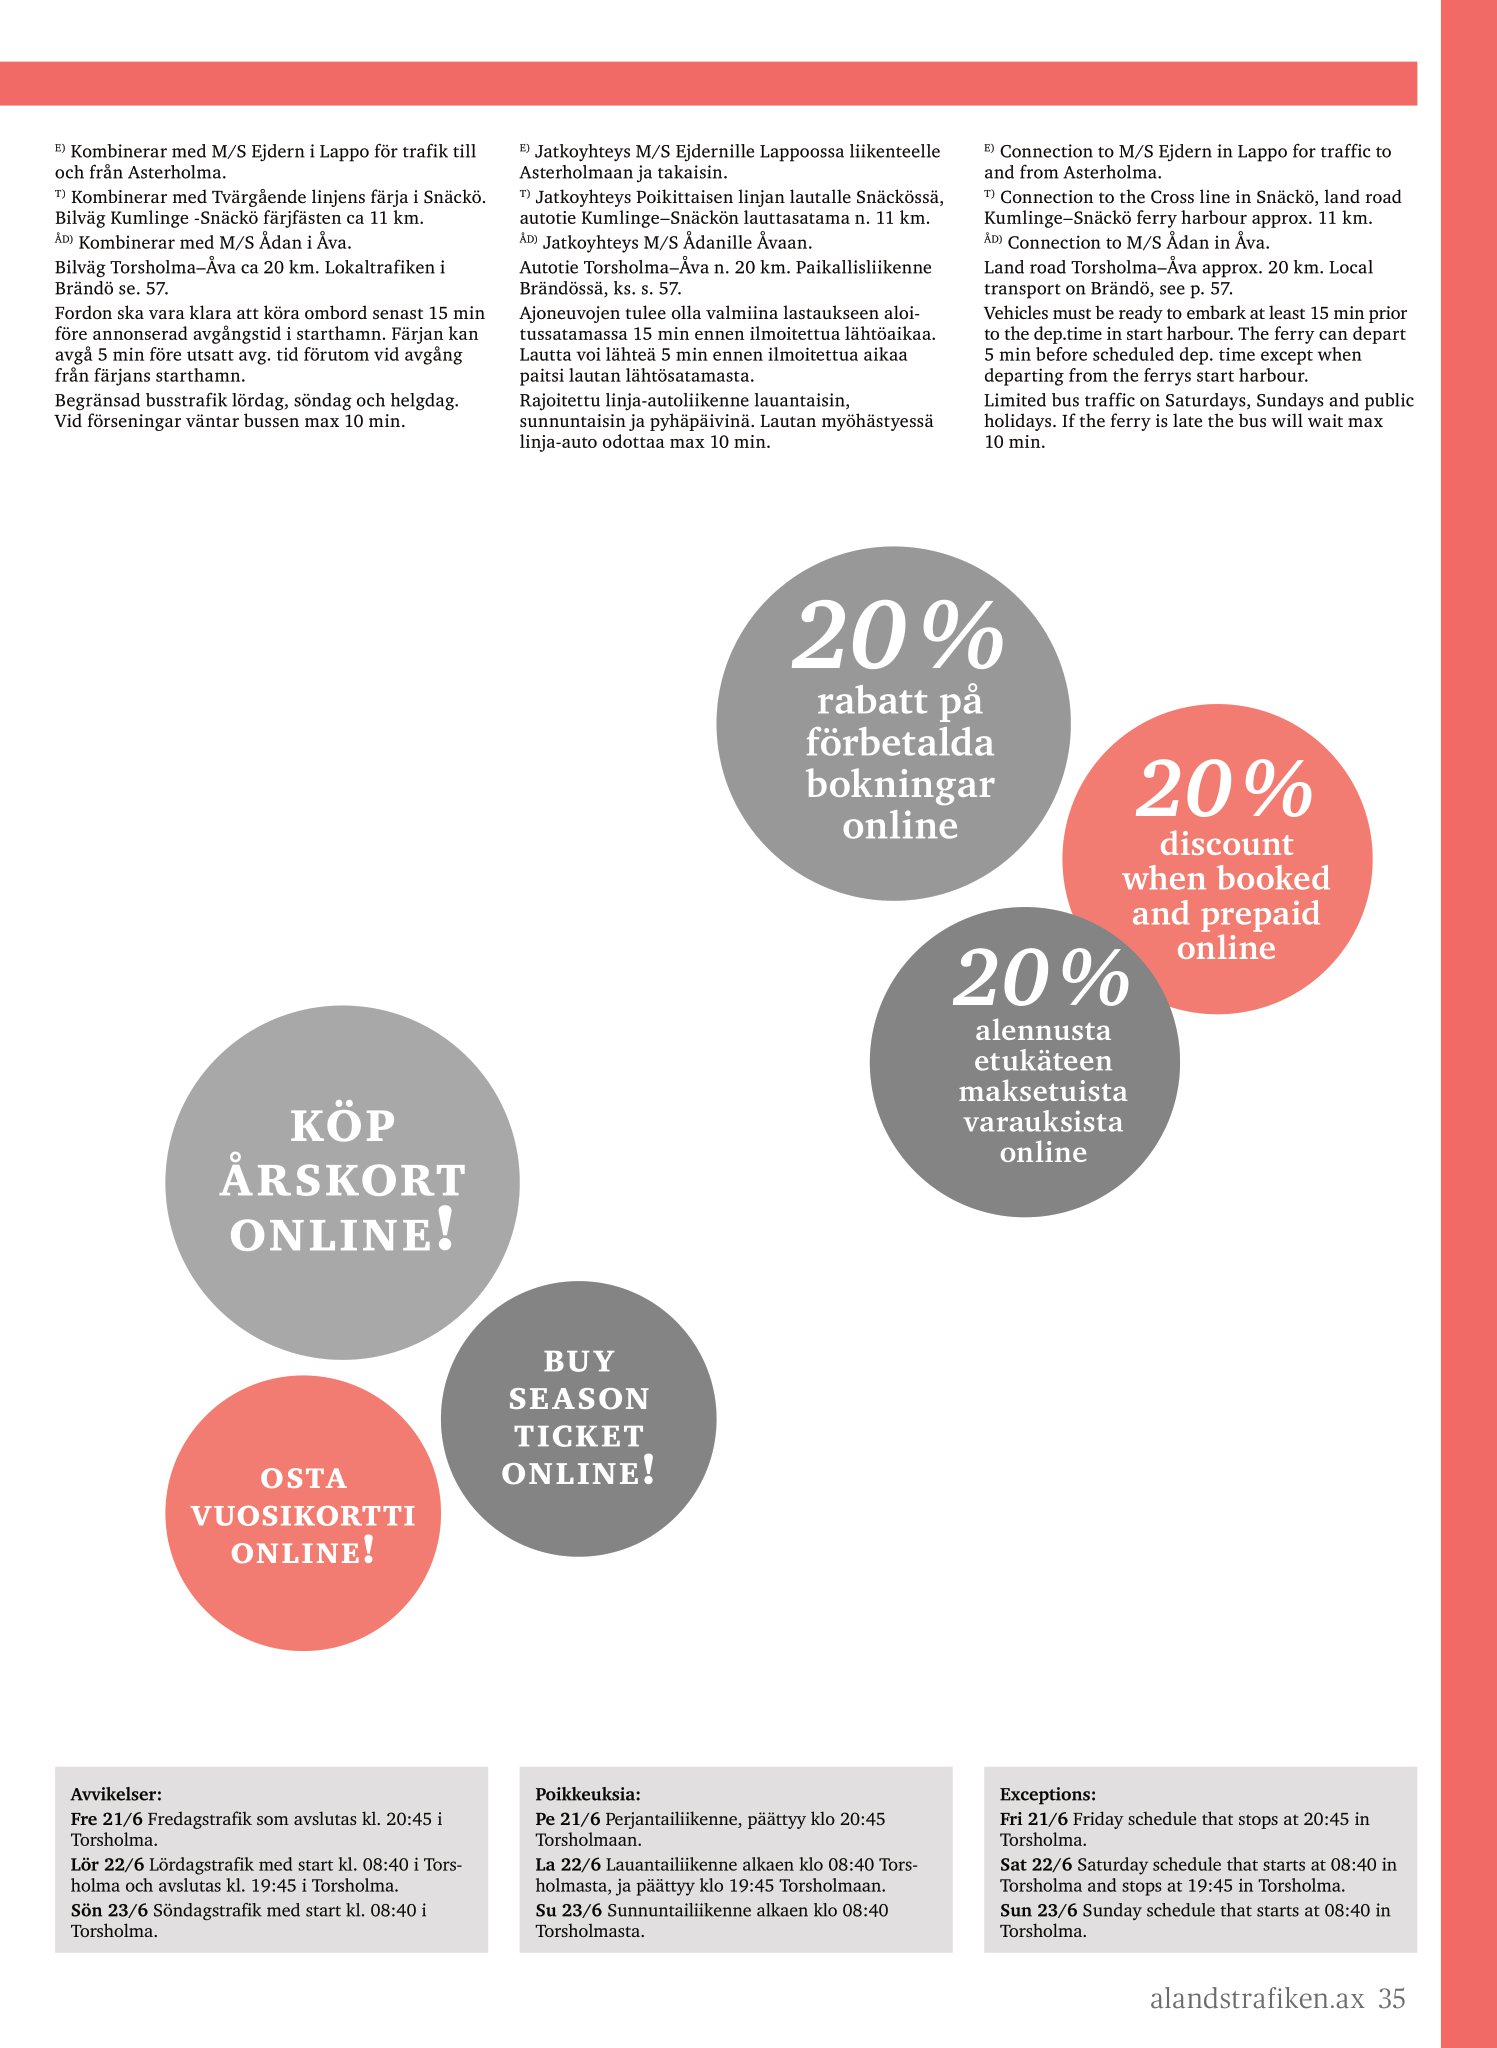 E) Kombinerar med M/S Ejdern i Lappo för trafik till
och från Asterholma.
T) Kombinerar med Tvärgående linjens färja i Snäckö.
Bilväg Kumlinge -Snäckö färjfästen ca 11 km.
ÅD) Kombinerar med M/S Ådan i Åva.
Bilväg Torsholma–Åva ca 20 km. Lokaltrafiken i
Brändö se. 57.
Fordon ska vara klara att köra ombord senast 15 min
före annonserad avgångstid i starthamn. Färjan kan
avgå 5 min före utsatt avg. tid förutom vid avgång
från färjans starthamn.
Begränsad busstrafik lördag, söndag och helgdag.
Vid förseningar väntar bussen max 10 min.
E) Jatkoyhteys M/S Ejdernille Lappoossa liikenteelle
Asterholmaan ja takaisin.
T) Jatkoyhteys Poikittaisen linjan lautalle Snäckössä,
autotie Kumlinge–Snäckön lauttasatama n. 11 km.
ÅD) Jatkoyhteys M/S Ådanille Åvaan.
Autotie Torsholma–Åva n. 20 km. Paikallisliikenne
Brändössä, ks. s. 57.
Ajoneuvojen tulee olla valmiina lastaukseen aloi-
tussatamassa 15 min ennen ilmoitettua lähtöaikaa.
Lautta voi lähteä 5 min ennen ilmoitettua aikaa
paitsi lautan lähtösatamasta.
Rajoitettu linja-autoliikenne lauantaisin,
sunnuntaisin ja pyhäpäivinä. Lautan myöhästyessä
linja-auto odottaa max 10 min.
E) Connection to M/S Ejdern in Lappo for traffic to
and from Asterholma.
T) Connection to the Cross line in Snäckö, land road
Kumlinge–Snäckö ferry harbour approx. 11 km.
ÅD) Connection to M/S Ådan in Åva.
Land road Torsholma–Åva approx. 20 km. Local
transport on Brändö, see p. 57.
Vehicles must be ready to embark at least 15 min prior
to the dep.time in start harbour. The ferry can depart
5 min before scheduled dep. time except when
departing from the ferrys start harbour.
Limited bus traffic on Saturdays, Sundays and public
holidays. If the ferry is late the bus will wait max
10 min.
20 %
rabatt på
förbetalda
bokningar
online
20 %
discount
when booked
and prepaid
online
20 %
alennusta
etukäteen
maksetuista
varauksista
online
KÖP
ÅRSKORT
ONLINE!
BUY
SEASON
TICKET
ONLINE!
OSTA
VUOSIKORTTI
ONLINE!
Avvikelser:
Fre 21/6 Fredagstrafik som avslutas kl. 20:45 i
Torsholma.
Lör 22/6 Lördagstrafik med start kl. 08:40 i Tors-
holma och avslutas kl. 19:45 i Torsholma.
Sön 23/6 Söndagstrafik med start kl. 08:40 i
Torsholma.
Poikkeuksia:
Pe 21/6 Perjantailiikenne, päättyy klo 20:45
Torsholmaan.
La 22/6 Lauantailiikenne alkaen klo 08:40 Tors-
holmasta, ja päättyy klo 19:45 Torsholmaan.
Su 23/6 Sunnuntailiikenne alkaen klo 08:40
Torsholmasta.
Exceptions:
Fri 21/6 Friday schedule that stops at 20:45 in
Torsholma.
Sat 22/6 Saturday schedule that starts at 08:40 in
Torsholma and stops at 19:45 in Torsholma.
Sun 23/6 Sunday schedule that starts at 08:40 in
Torsholma.
alandstrafiken.ax 35